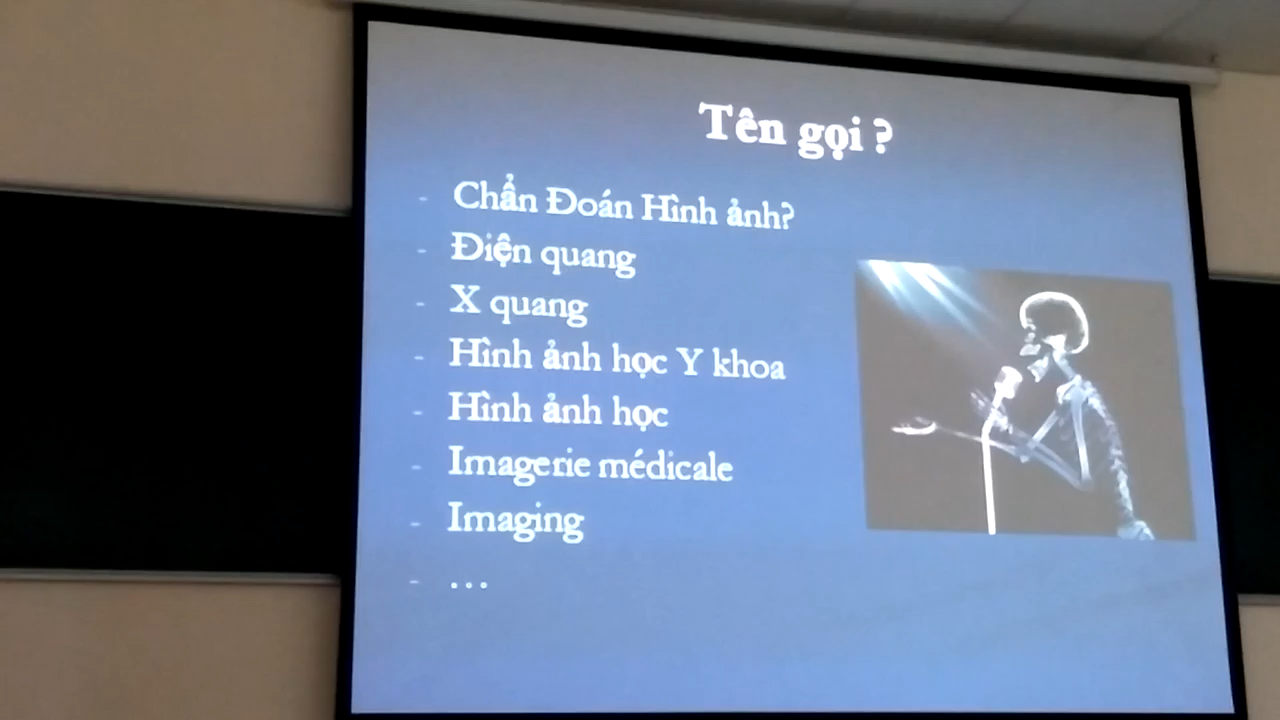 Tên gọi ?
- Chẩn Đoán Hình ảnh?
- Điện quang
- X quang
- Hình ảnh học Y khoa
- Hình ảnh học
- Imagerie médicale
- Imaging
- ...